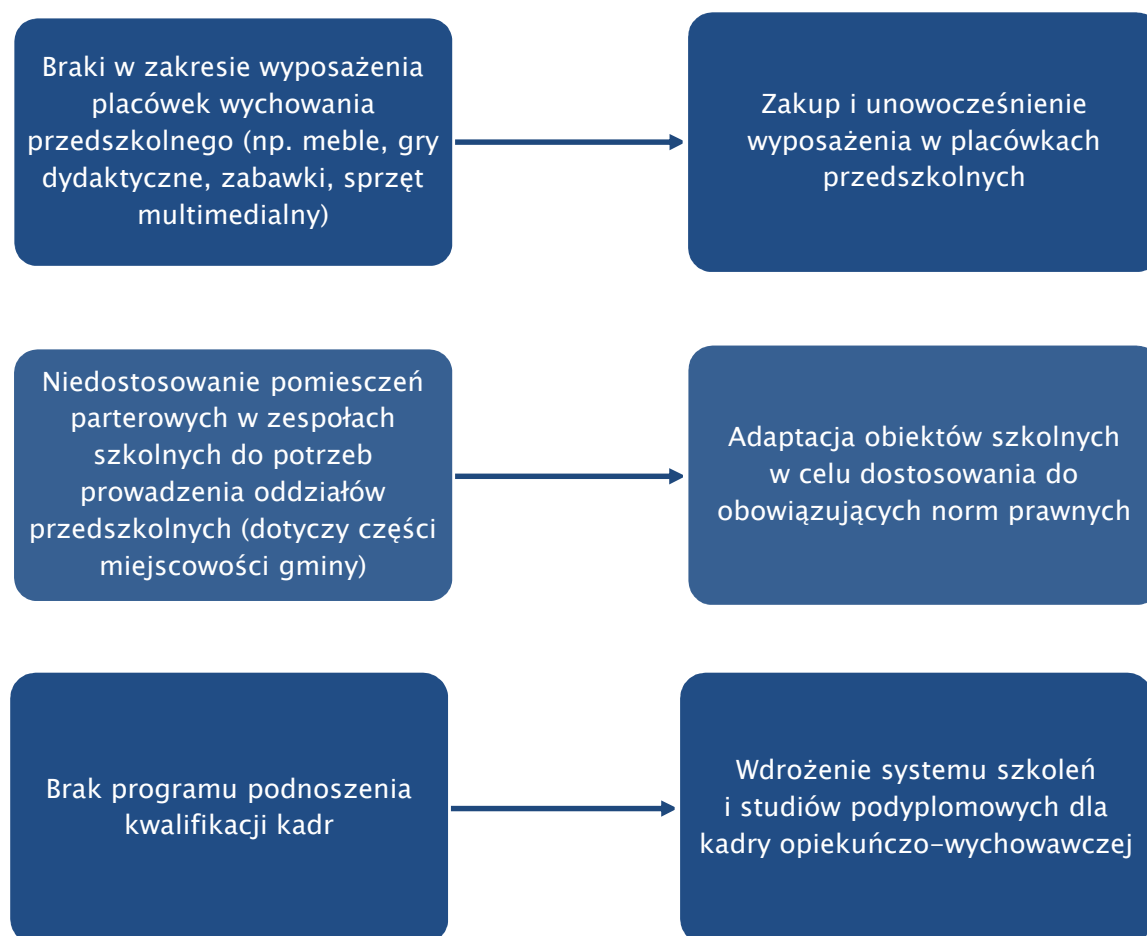 Braki w zakresie wyposażenia
placówek wychowania
przedszkolnego (np. meble, gry
dydaktyczne, zabawki, sprzęt
multimedialny)
Zakup i unowocześnienie
wyposażenia w placówkach
przedszkolnych
Niedostosowanie pomiesczeń
parterowych w zespołach
szkolnych do potrzeb
prowadzenia oddziałów
przedszkolnych (dotyczy części
miejscowości gminy)
Adaptacja obiektów szkolnych
w celu dostosowania do
obowiązujących norm prawnych
Brak programu podnoszenia
kwalifikacji kadr
Wdrożenie systemu szkoleń
i studiów podyplomowych dla
kadry opiekuńczo-wychowawczej